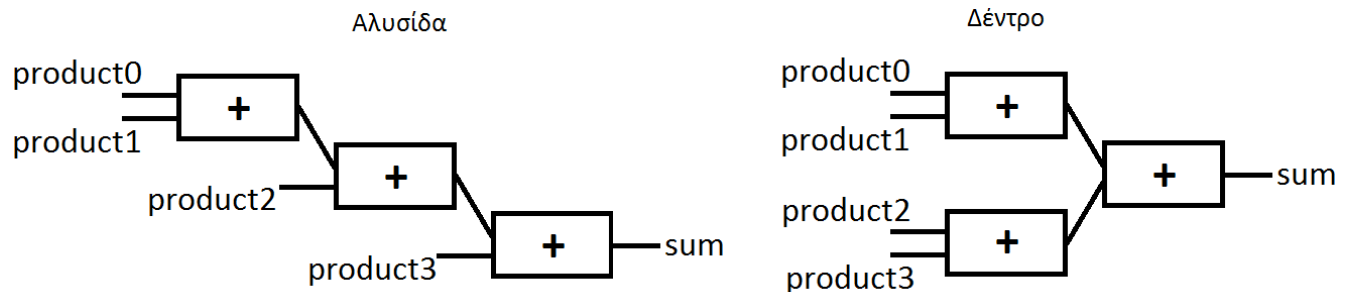 Αλυσίδα
product0
+
product1
+
product2
+
product3
sum
Δέντρο
product0
+
product1
+
sum
product2
+
product3